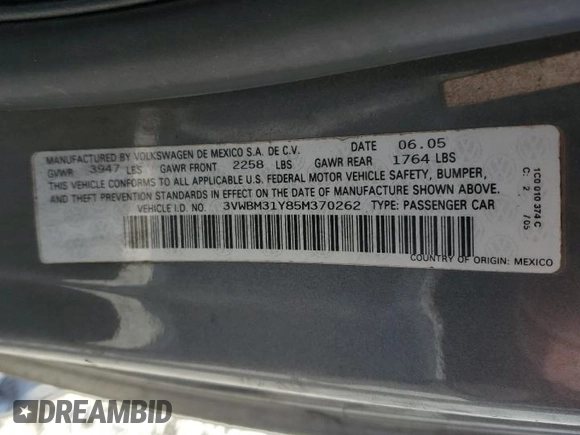 MANUFACTURED BY VOLKSWAGEN DE MEXICO S.A. DE C.V. DATE 06.05
GVWR 3947 LBS GAWR FRONT 2258 LBS GAWR REAR 1764 LBS
THIS VEHICLE CONFORMS TO ALL APPLICABLE U.S. FEDERAL MOTOR VEHICLE SAFETY, BUMPER,
AND THEFT PREVENTION STANDARDS IN EFFECT ON THE DATE OF MANUFACTURE SHOWN ABOVE.
VEHICLE I.D. NO. 3VWBM31Y85M370262 TYPE: PASSENGER CAR
COUNTRY OF ORIGIN: MEXICO
1C0 010 374 C
C. 2 /05
DREAMBID